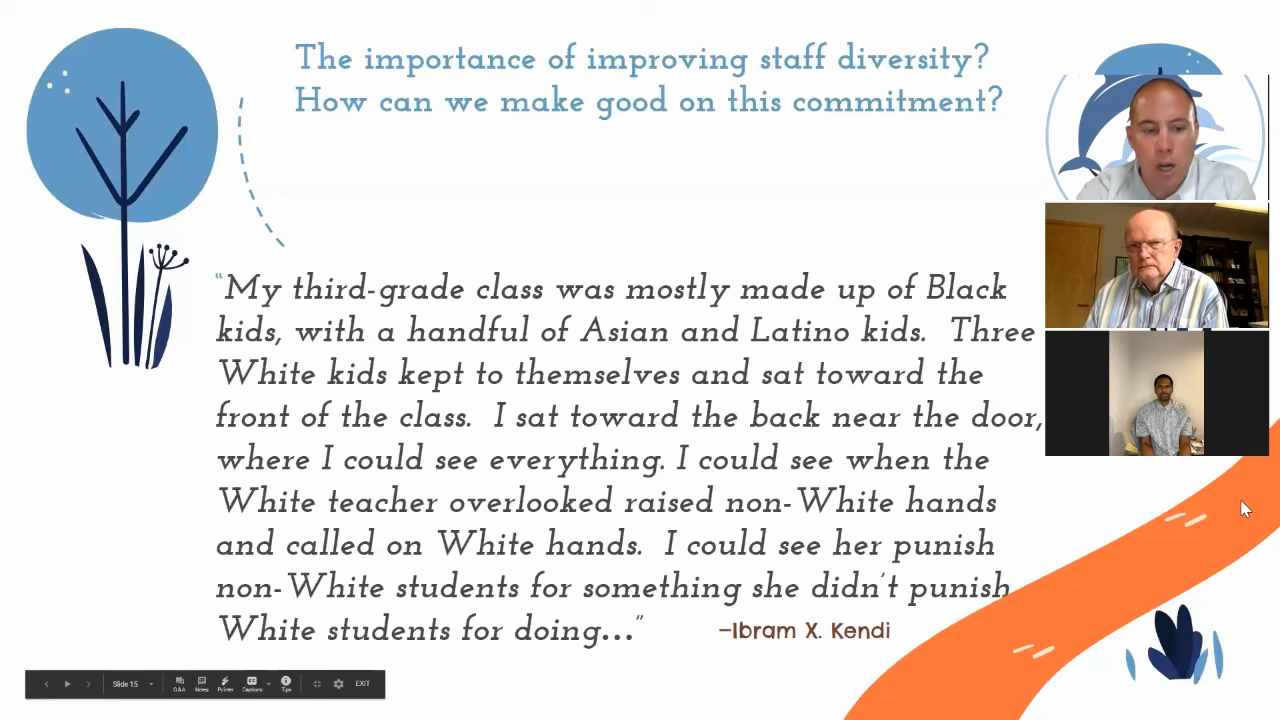 The importance of improving staff diversity?
How can we make good on this commitment?
“My third-grade class was mostly made up of Black
kids, with a handful of Asian and Latino kids.  Three
White kids kept to themselves and sat toward the
front of the class.  I sat toward the back near the door,
where I could see everything. I could see when the
White teacher overlooked raised non-White hands
and called on White hands.  I could see her punish
non-White students for something she didn’t punish
White students for doing...”
–Ibram X. Kendi
Slide 15
Q&A Notes Pointer Captions Tips EXIT